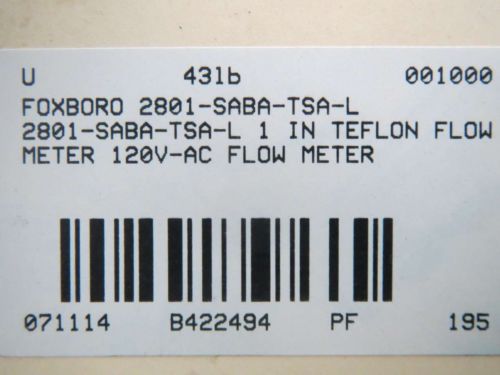 U 43lb 001000
FOXBORO 2801-SABA-TSA-L
2801-SABA-TSA-L 1 IN TEFLON FLOW
METER 120V-AC FLOW METER
071114 B422494 PF 195